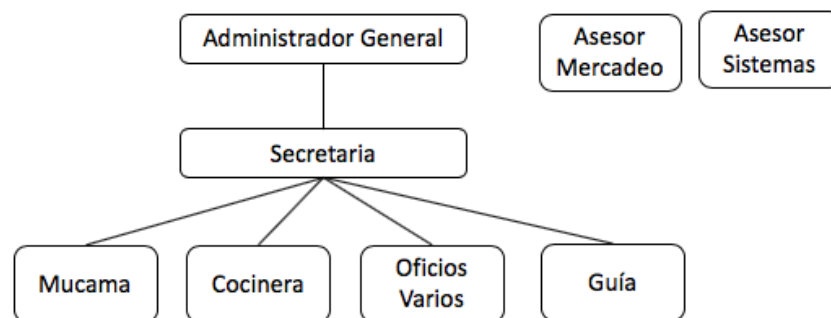 Administrador General
Asesor
Mercadeo
Asesor
Sistemas
Secretaria
Mucama
Cocinera
Oficios
Varios
Guía